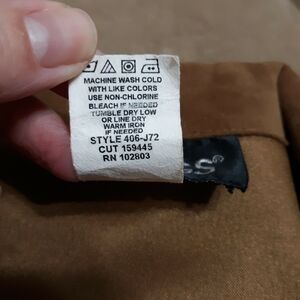 MACHINE WASH COLD
WITH LIKE COLORS
USE NON-CHLORINE
BLEACH IF NEEDED
TUMBLE DRY LOW
OR LINE DRY
WARM IRON
IF NEEDED
STYLE 406-J72
CUT 159445
RN 102803